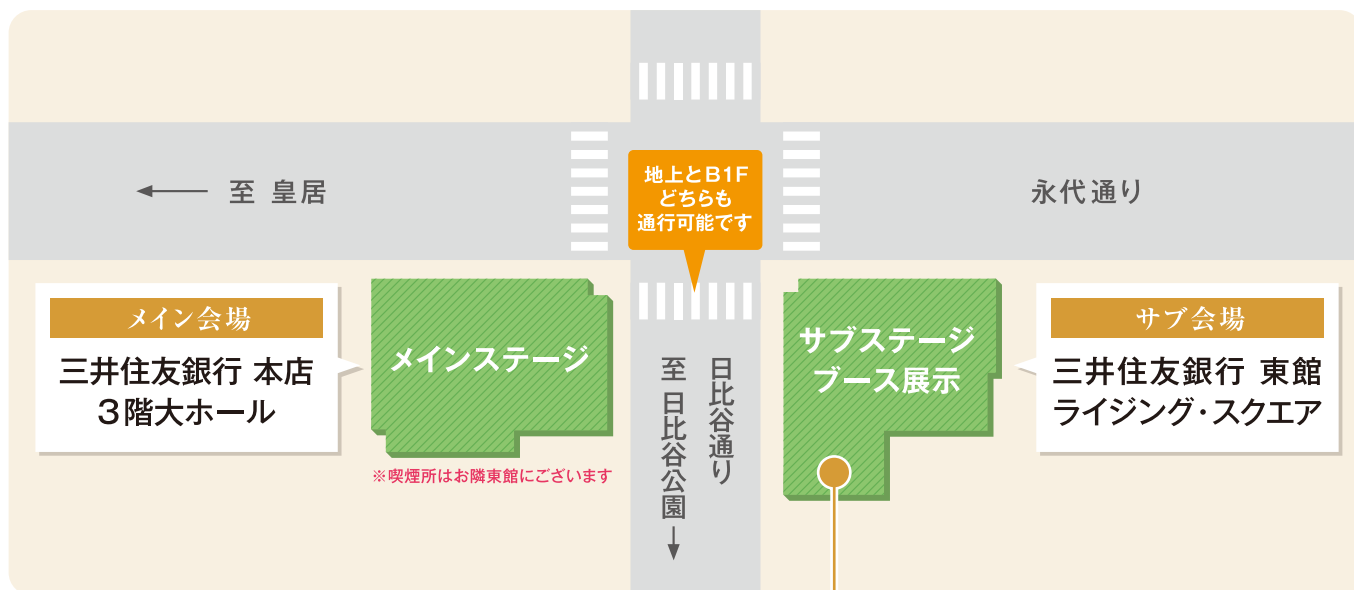 地上とB1F
どちらも
通行可能です
至 皇居
永代通り
メイン会場
三井住友銀行 本店
3階大ホール
メインステージ
※喫煙所はお隣東館にございます
日比谷通り
至 日比谷公園
サブステージ
ブース展示
サブ会場
三井住友銀行 東館
ライジング・スクエア